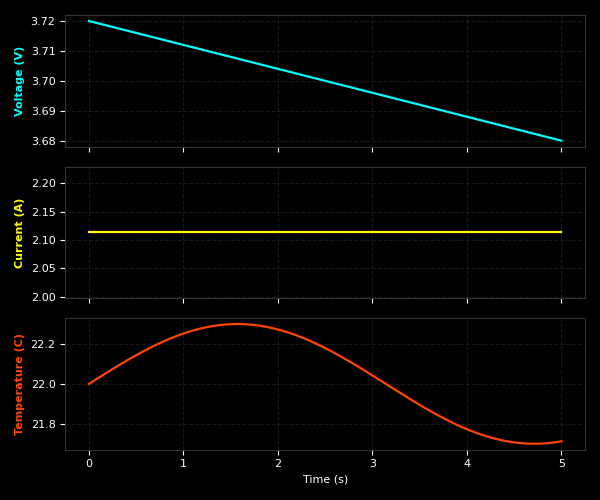 3.72
3.71
3.70
3.69
3.68
Voltage (V)
2.20
2.15
2.10
2.05
2.00
Current (A)
22.2
22.0
21.8
Temperature (C)
0 1 2 3 4 5
Time (s)